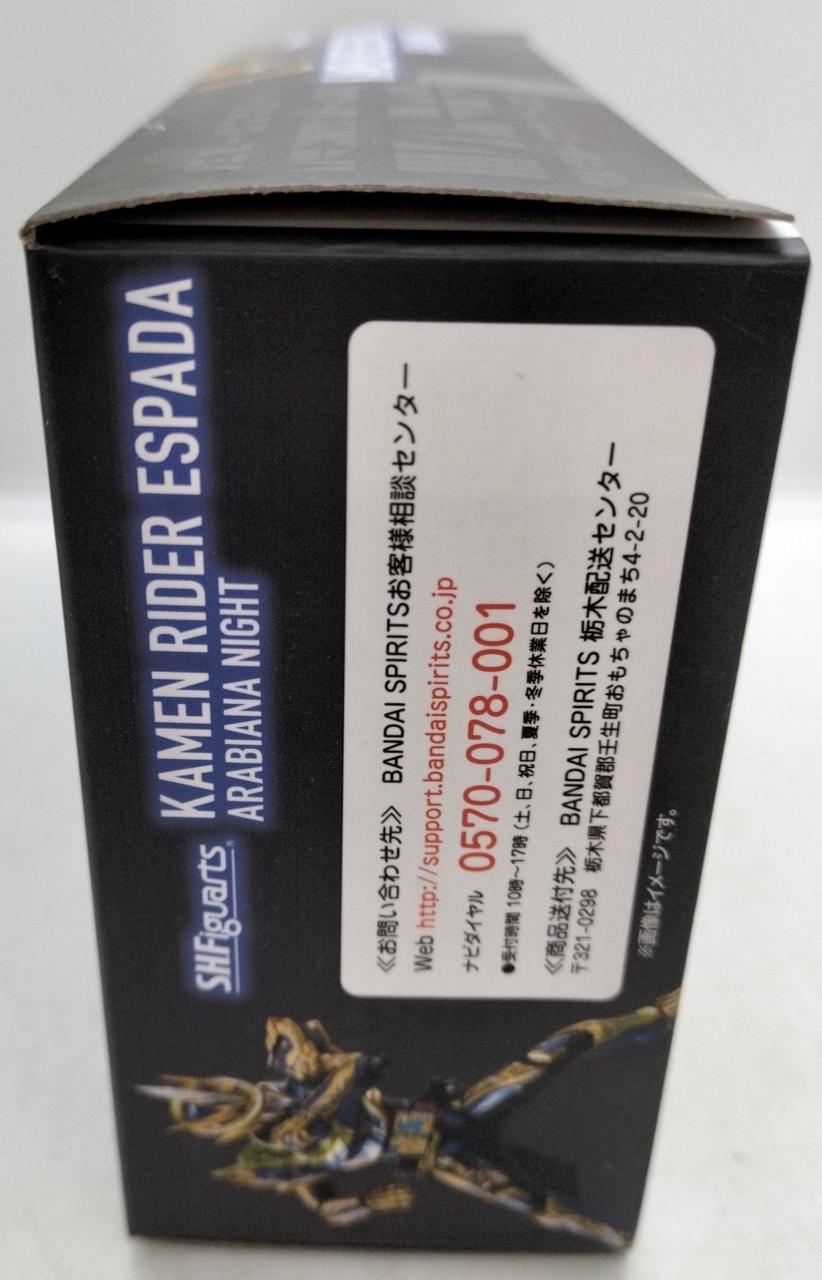 S.H.Figuarts
KAMEN RIDER ESPADA
ARABIANA NIGHT
≪お問い合わせ先≫ BANDAI SPIRITSお客様相談センター
Web http://support.bandaispirits.co.jp
ナビダイヤル 0570-078-001
●受付時間 10時〜17時(土、日、祝日、夏季・冬季休業日を除く)
≪商品送付先≫ BANDAI SPIRITS 栃木配送センター
〒321-0298 栃木県下都賀郡壬生町おもちゃのまち4-2-20
※画像はイメージです。